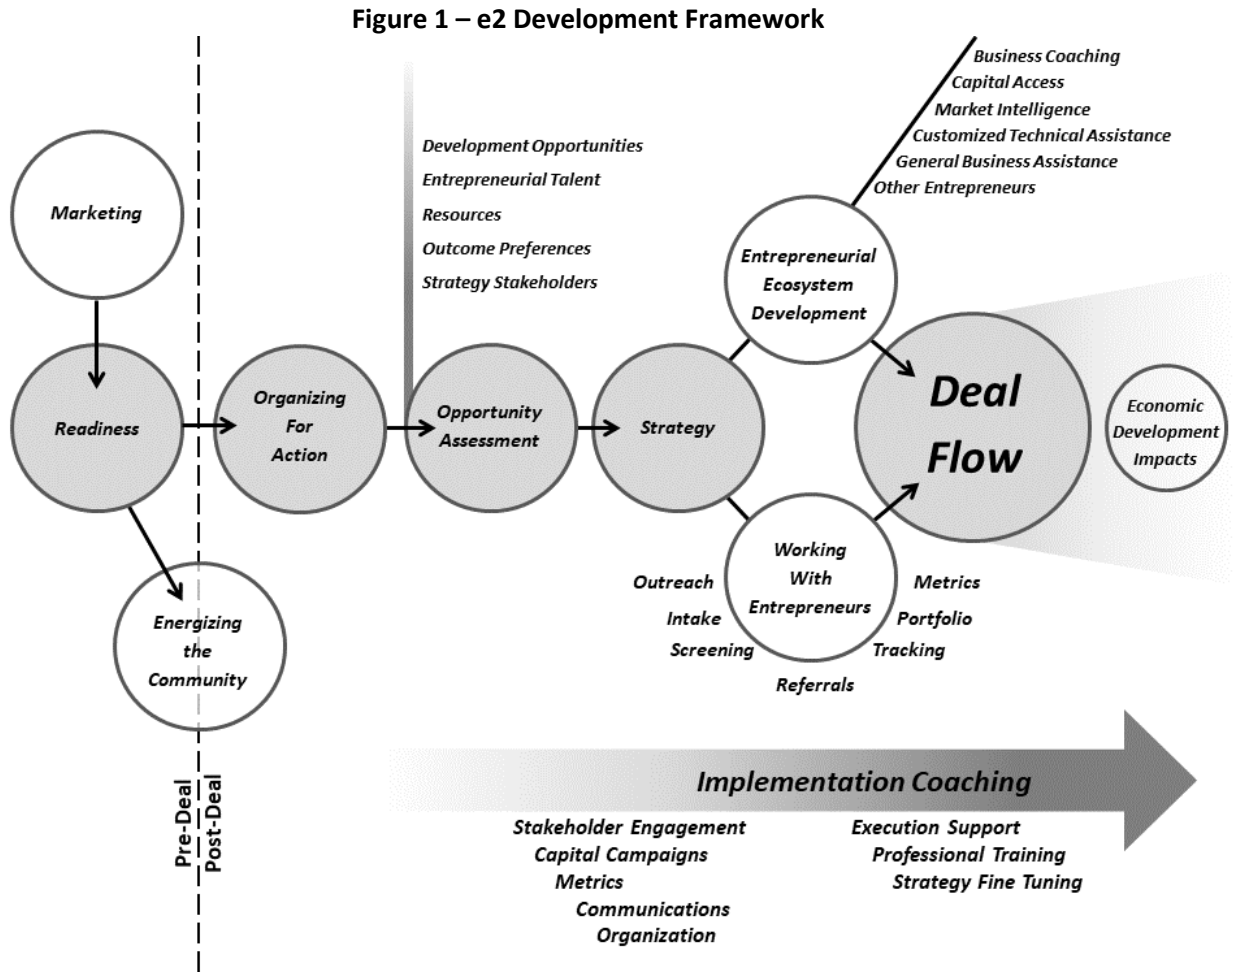 Figure 1 – e2 Development Framework
Business Coaching
Capital Access
Market Intelligence
Customized Technical Assistance
General Business Assistance
Other Entrepreneurs
Development Opportunities
Entrepreneurial Talent
Resources
Outcome Preferences
Strategy Stakeholders
Marketing
Entrepreneurial
Ecosystem
Development
Readiness
Organizing
For
Action
Opportunity
Assessment
Strategy
Deal
Flow
Economic
Development
Impacts
Working
With
Entrepreneurs
Outreach
Intake
Screening
Referrals
Metrics
Portfolio
Tracking
Energizing
the
Community
Pre-Deal
Post-Deal
Implementation Coaching
Stakeholder Engagement
Capital Campaigns
Metrics
Communications
Organization
Execution Support
Professional Training
Strategy Fine Tuning